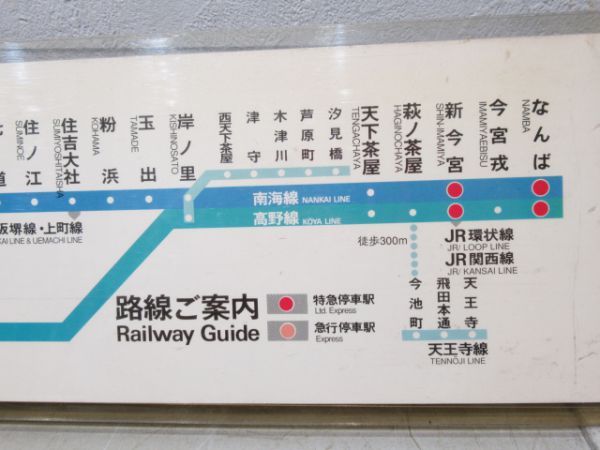 住ノ江
SUMINOE
住吉大社
SUMIYOSHITAISHA
粉浜
KOHAMA
玉出
TAMADE
岸ノ里
KISHINOSATO
西天下茶屋
津守
木津川
芦原町
汐見橋
天下茶屋
TENGACHAYA
萩ノ茶屋
HAGINOCHAYA
新今宮
SHIN-IMAMIYA
今宮戎
IMAMIYAEBISU
なんば
NAMBA
道
南海線 NANKAI LINE
高野線 KOYA LINE
阪堺線・上町線
KAI LINE & UEMACHI LINE
徒歩300m
JR環状線
JR/ LOOP LINE
JR関西線
JR/ KANSAI LINE
今池町
飛田本通
天王寺
天王寺線
TENNŌJI LINE
路線ご案内
Railway Guide
特急停車駅
Ltd. Express
急行停車駅
Express